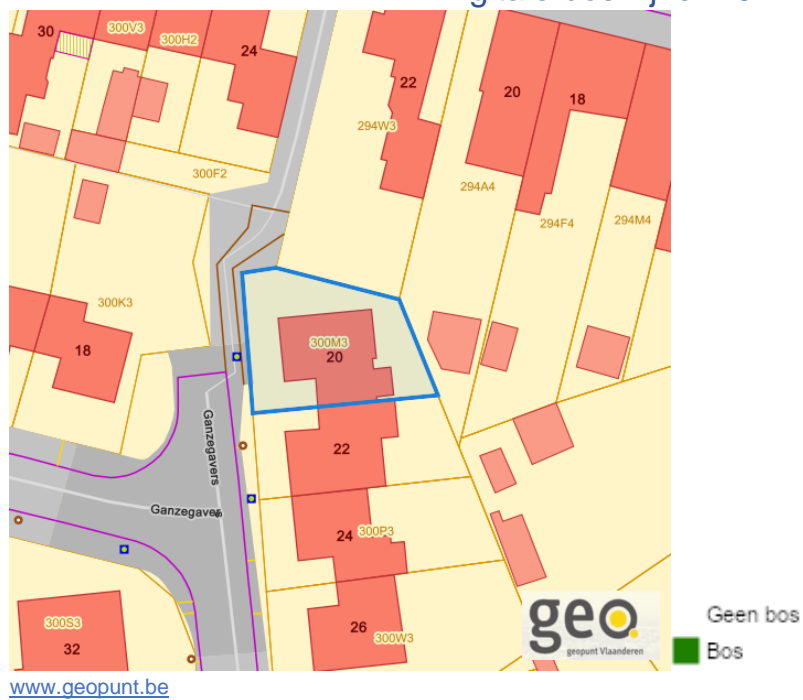 30
300V3
300H2
24
22
20
18
294W3
300F2
294A4
294F4
294M4
300K3
18
300M3
20
Ganzegavers
22
Ganzegavers
24
300P3
300S3
32
26
300W3
geo
geopunt Vlaanderen
Geen bos
Bos
www.geopunt.be